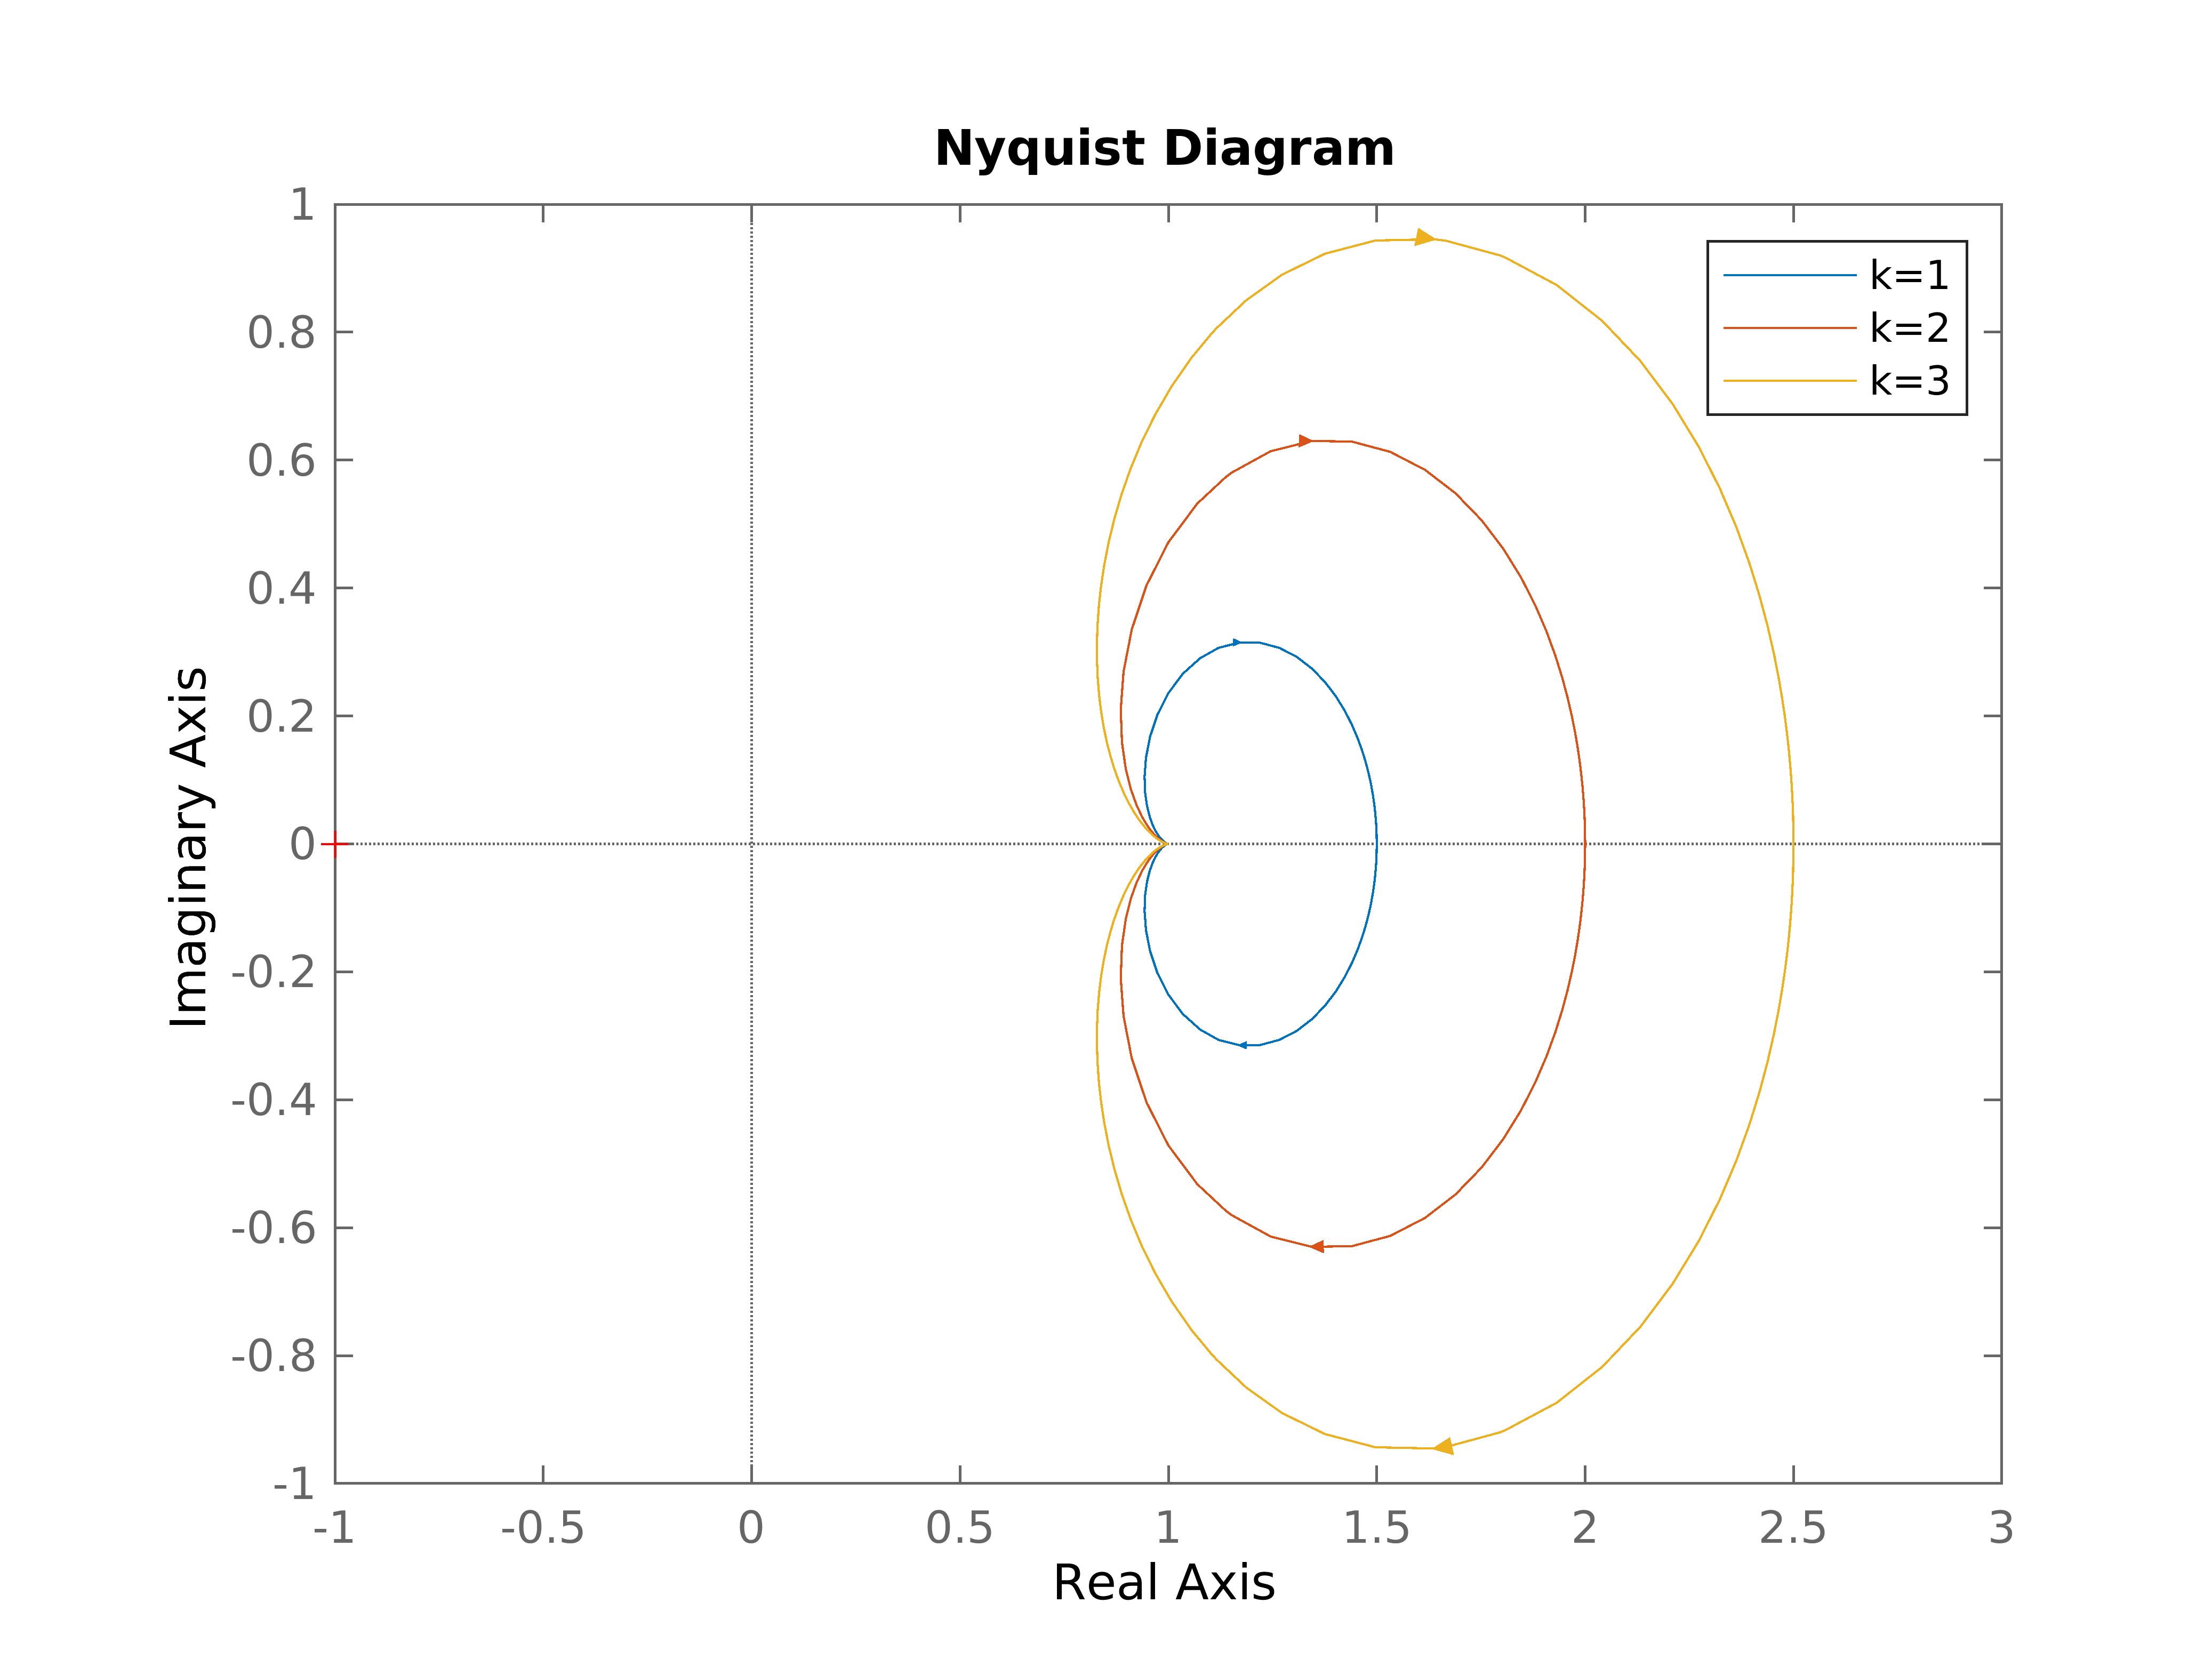 Nyquist Diagram
1
0.8
0.6
0.4
0.2
0
-0.2
-0.4
-0.6
-0.8
-1
Imaginary Axis
k=1
k=2
k=3
-1 -0.5 0 0.5 1 1.5 2 2.5 3
Real Axis